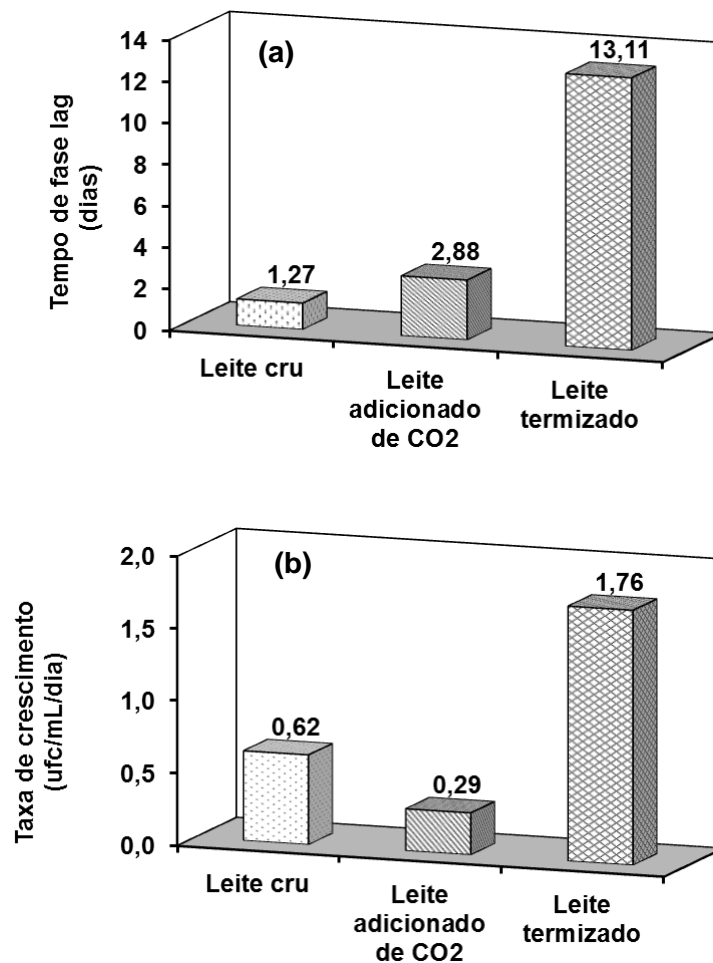 (a)
Tempo de fase lag
(dias)
14
12
10
8
6
4
2
0
1,27
2,88
13,11
Leite cru
Leite
adicionado
de CO2
Leite
termizado
(b)
Taxa de crescimento
(ufc/mL/dia)
2,0
1,5
1,0
0,5
0,0
0,62
0,29
1,76
Leite cru
Leite
adicionado
de CO2
Leite
termizado